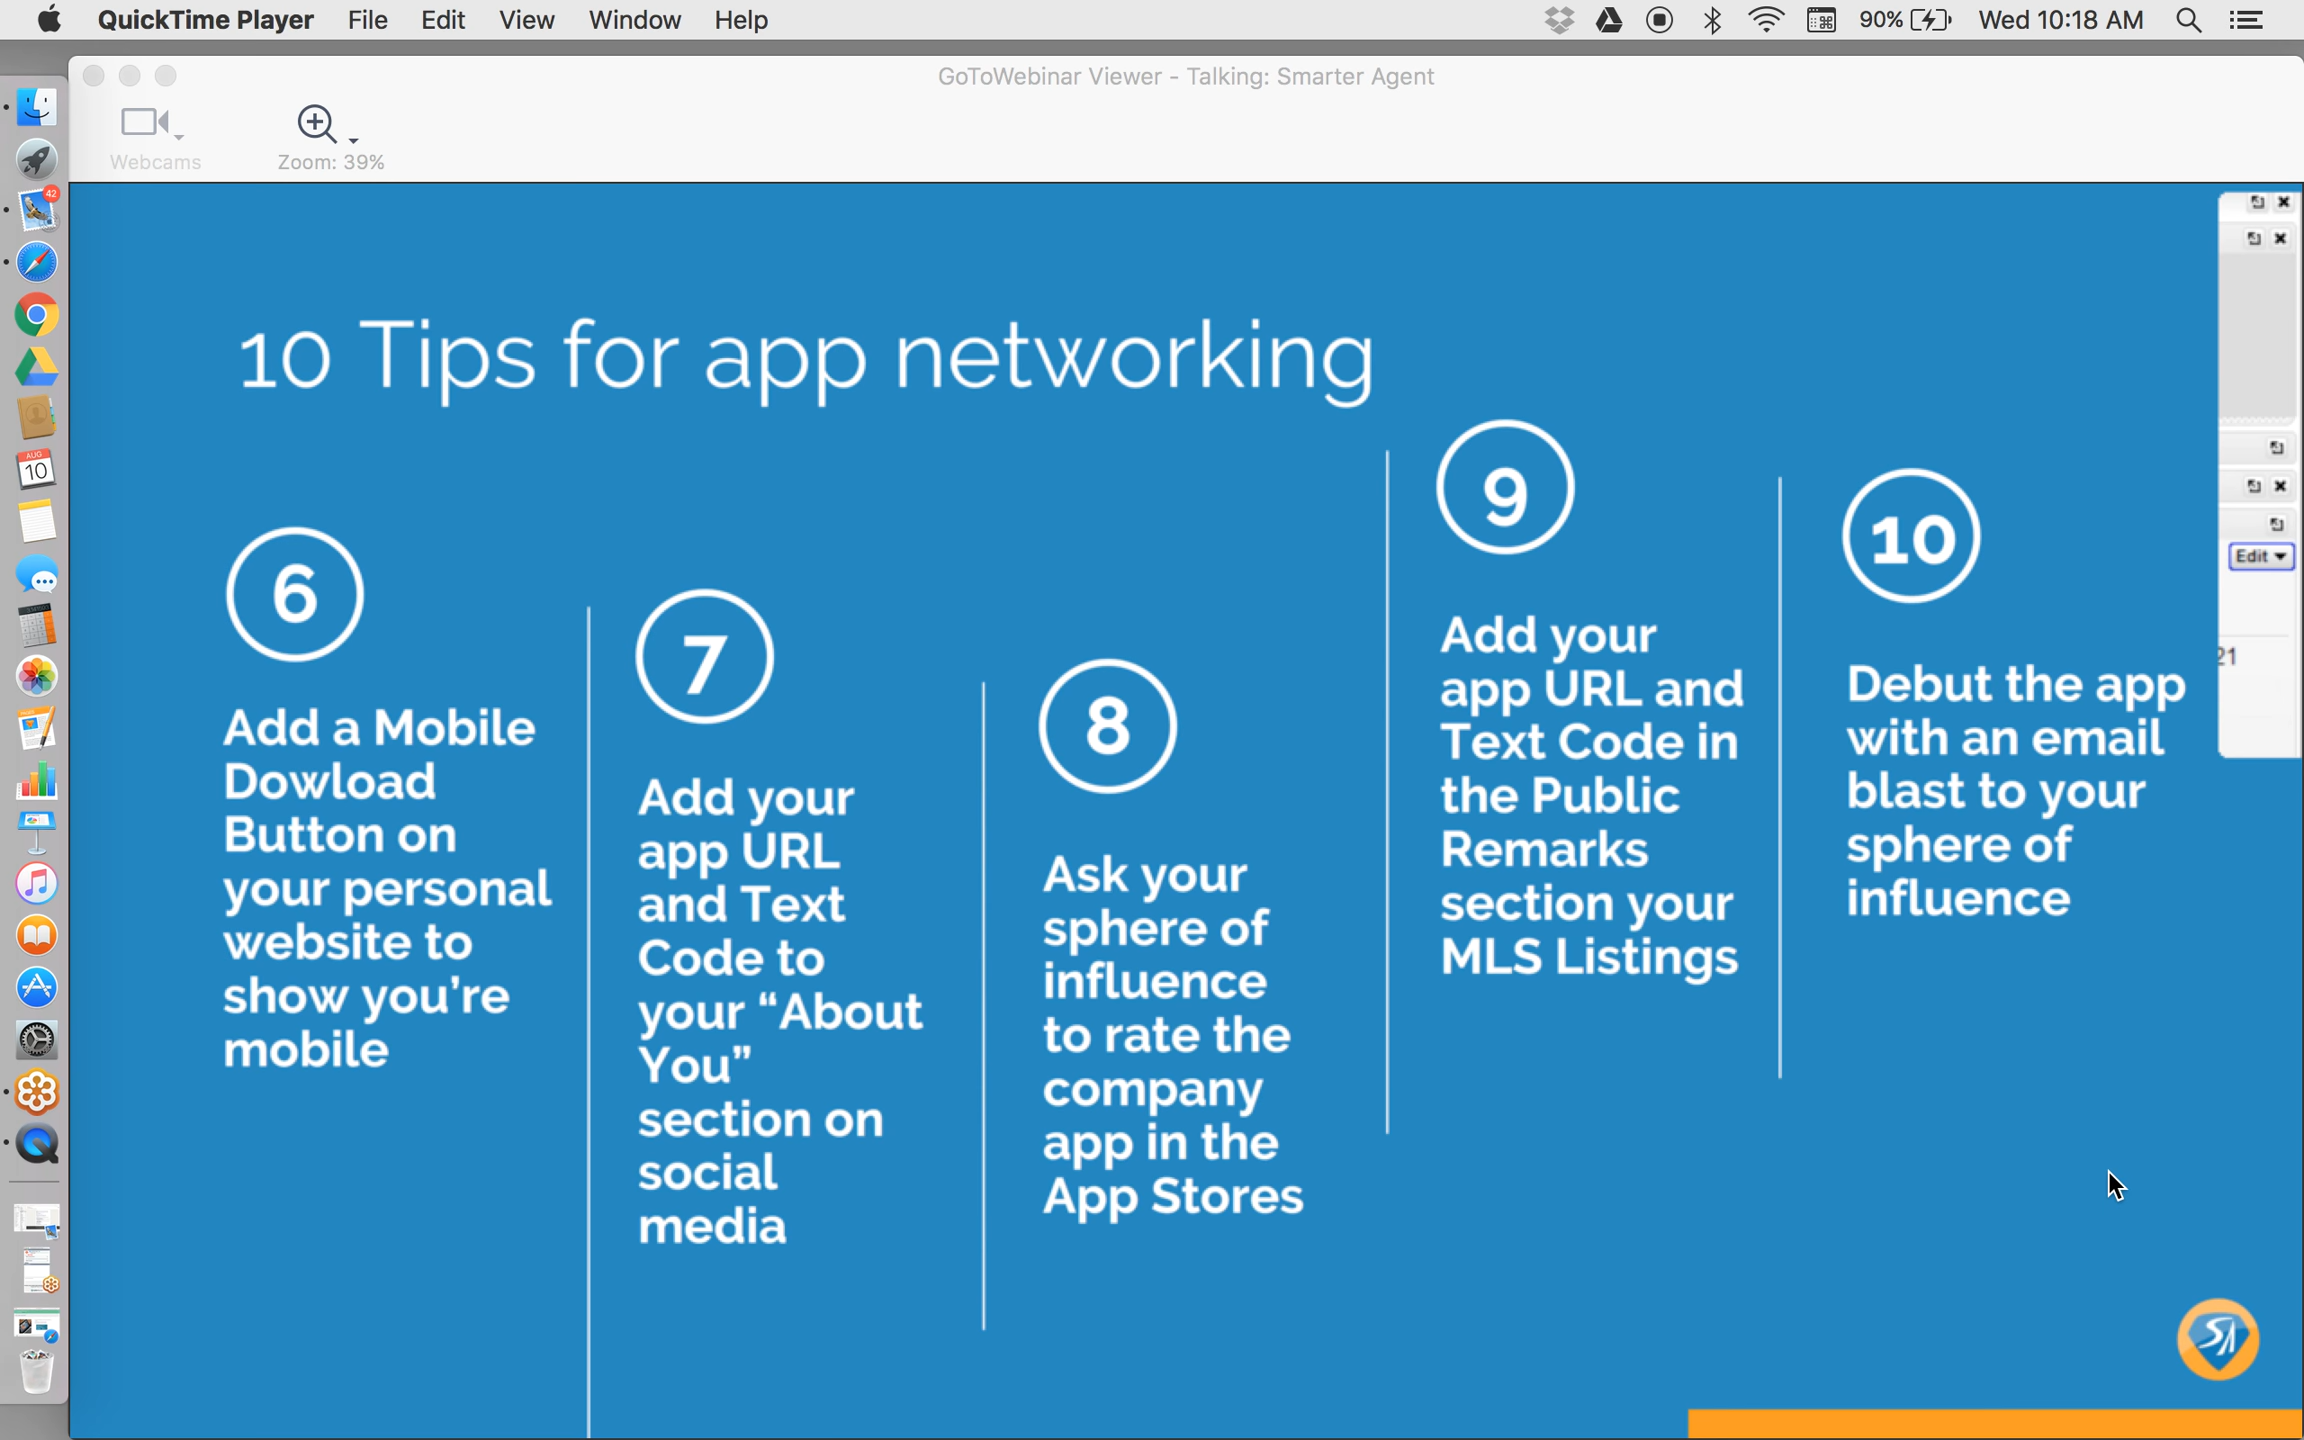 QuickTime Player File Edit View Window Help 90% Wed 10:18 AM
GoToWebinar Viewer - Talking: Smarter Agent
Webcams
Zoom: 39%
42
AUG
10
10 Tips for app networking
6
Add a Mobile
Dowload
Button on
your personal
website to
show you're
mobile
7
Add your
app URL
and Text
Code to
your “About
You”
section on
social
media
8
Ask your
sphere of
influence
to rate the
company
app in the
App Stores
9
Add your
app URL and
Text Code in
the Public
Remarks
section your
MLS Listings
10
Debut the app
with an email
blast to your
sphere of
influence
Edit
21
SA